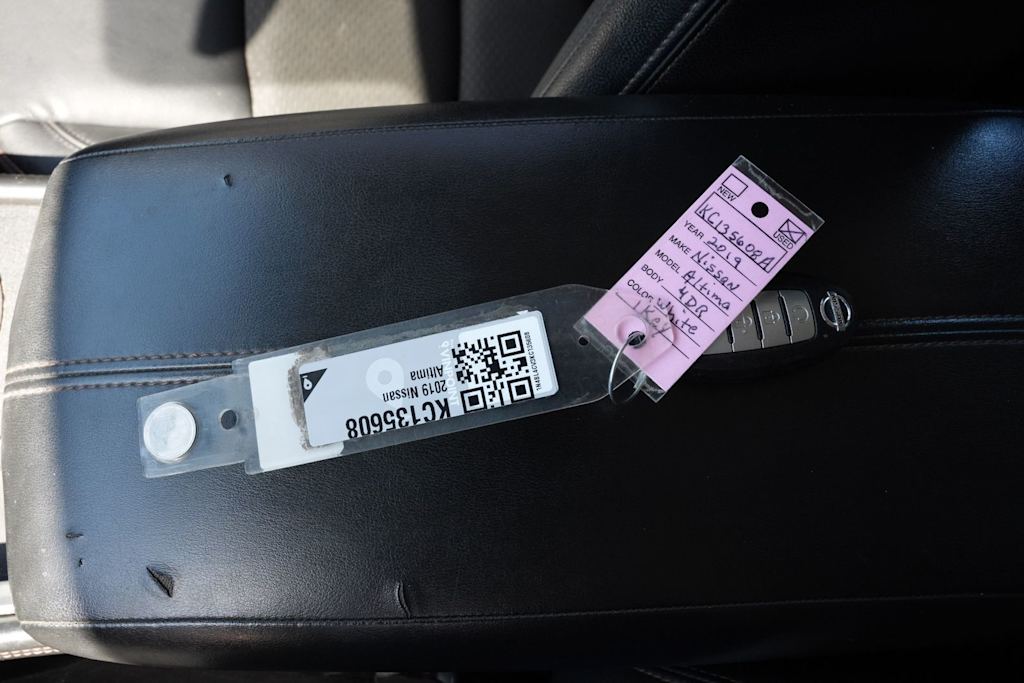 NEW
USED
KC135608A
YEAR 2019
MAKE Nissan
MODEL Altima
BODY 4DR
COLOR White
1 Key
KC135608
2019 Nissan
Altima
CALIFORNIA